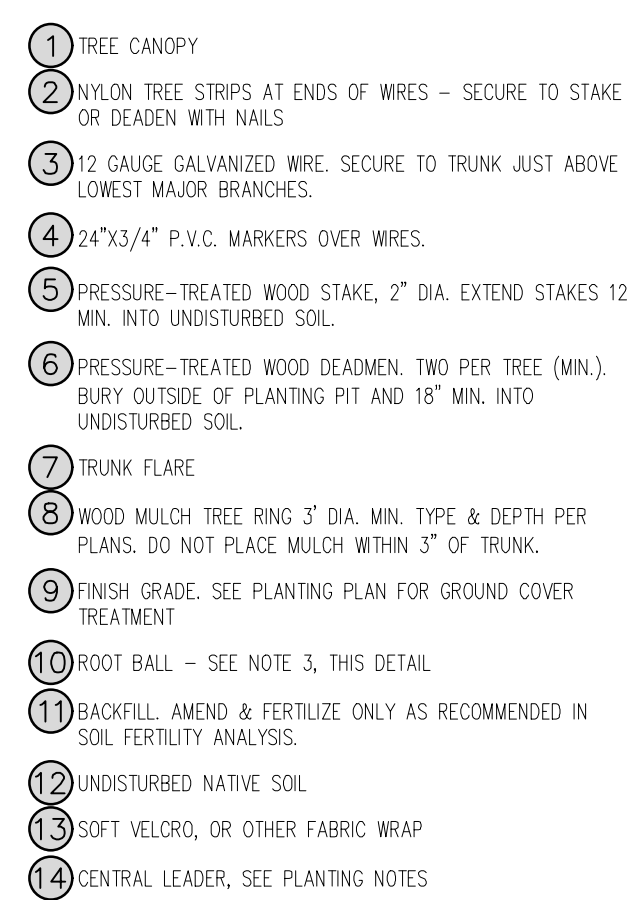 1 TREE CANOPY
2 NYLON TREE STRIPS AT ENDS OF WIRES – SECURE TO STAKE
OR DEADEN WITH NAILS
3 12 GAUGE GALVANIZED WIRE. SECURE TO TRUNK JUST ABOVE
LOWEST MAJOR BRANCHES.
4 24"X3/4" P.V.C. MARKERS OVER WIRES.
5 PRESSURE–TREATED WOOD STAKE, 2" DIA. EXTEND STAKES 12
MIN. INTO UNDISTURBED SOIL.
6 PRESSURE–TREATED WOOD DEADMEN. TWO PER TREE (MIN.).
BURY OUTSIDE OF PLANTING PIT AND 18" MIN. INTO
UNDISTURBED SOIL.
7 TRUNK FLARE
8 WOOD MULCH TREE RING 3' DIA. MIN. TYPE & DEPTH PER
PLANS. DO NOT PLACE MULCH WITHIN 3" OF TRUNK.
9 FINISH GRADE. SEE PLANTING PLAN FOR GROUND COVER
TREATMENT
10 ROOT BALL – SEE NOTE 3, THIS DETAIL
11 BACKFILL. AMEND & FERTILIZE ONLY AS RECOMMENDED IN
SOIL FERTILITY ANALYSIS.
12 UNDISTURBED NATIVE SOIL
13 SOFT VELCRO, OR OTHER FABRIC WRAP
14 CENTRAL LEADER, SEE PLANTING NOTES